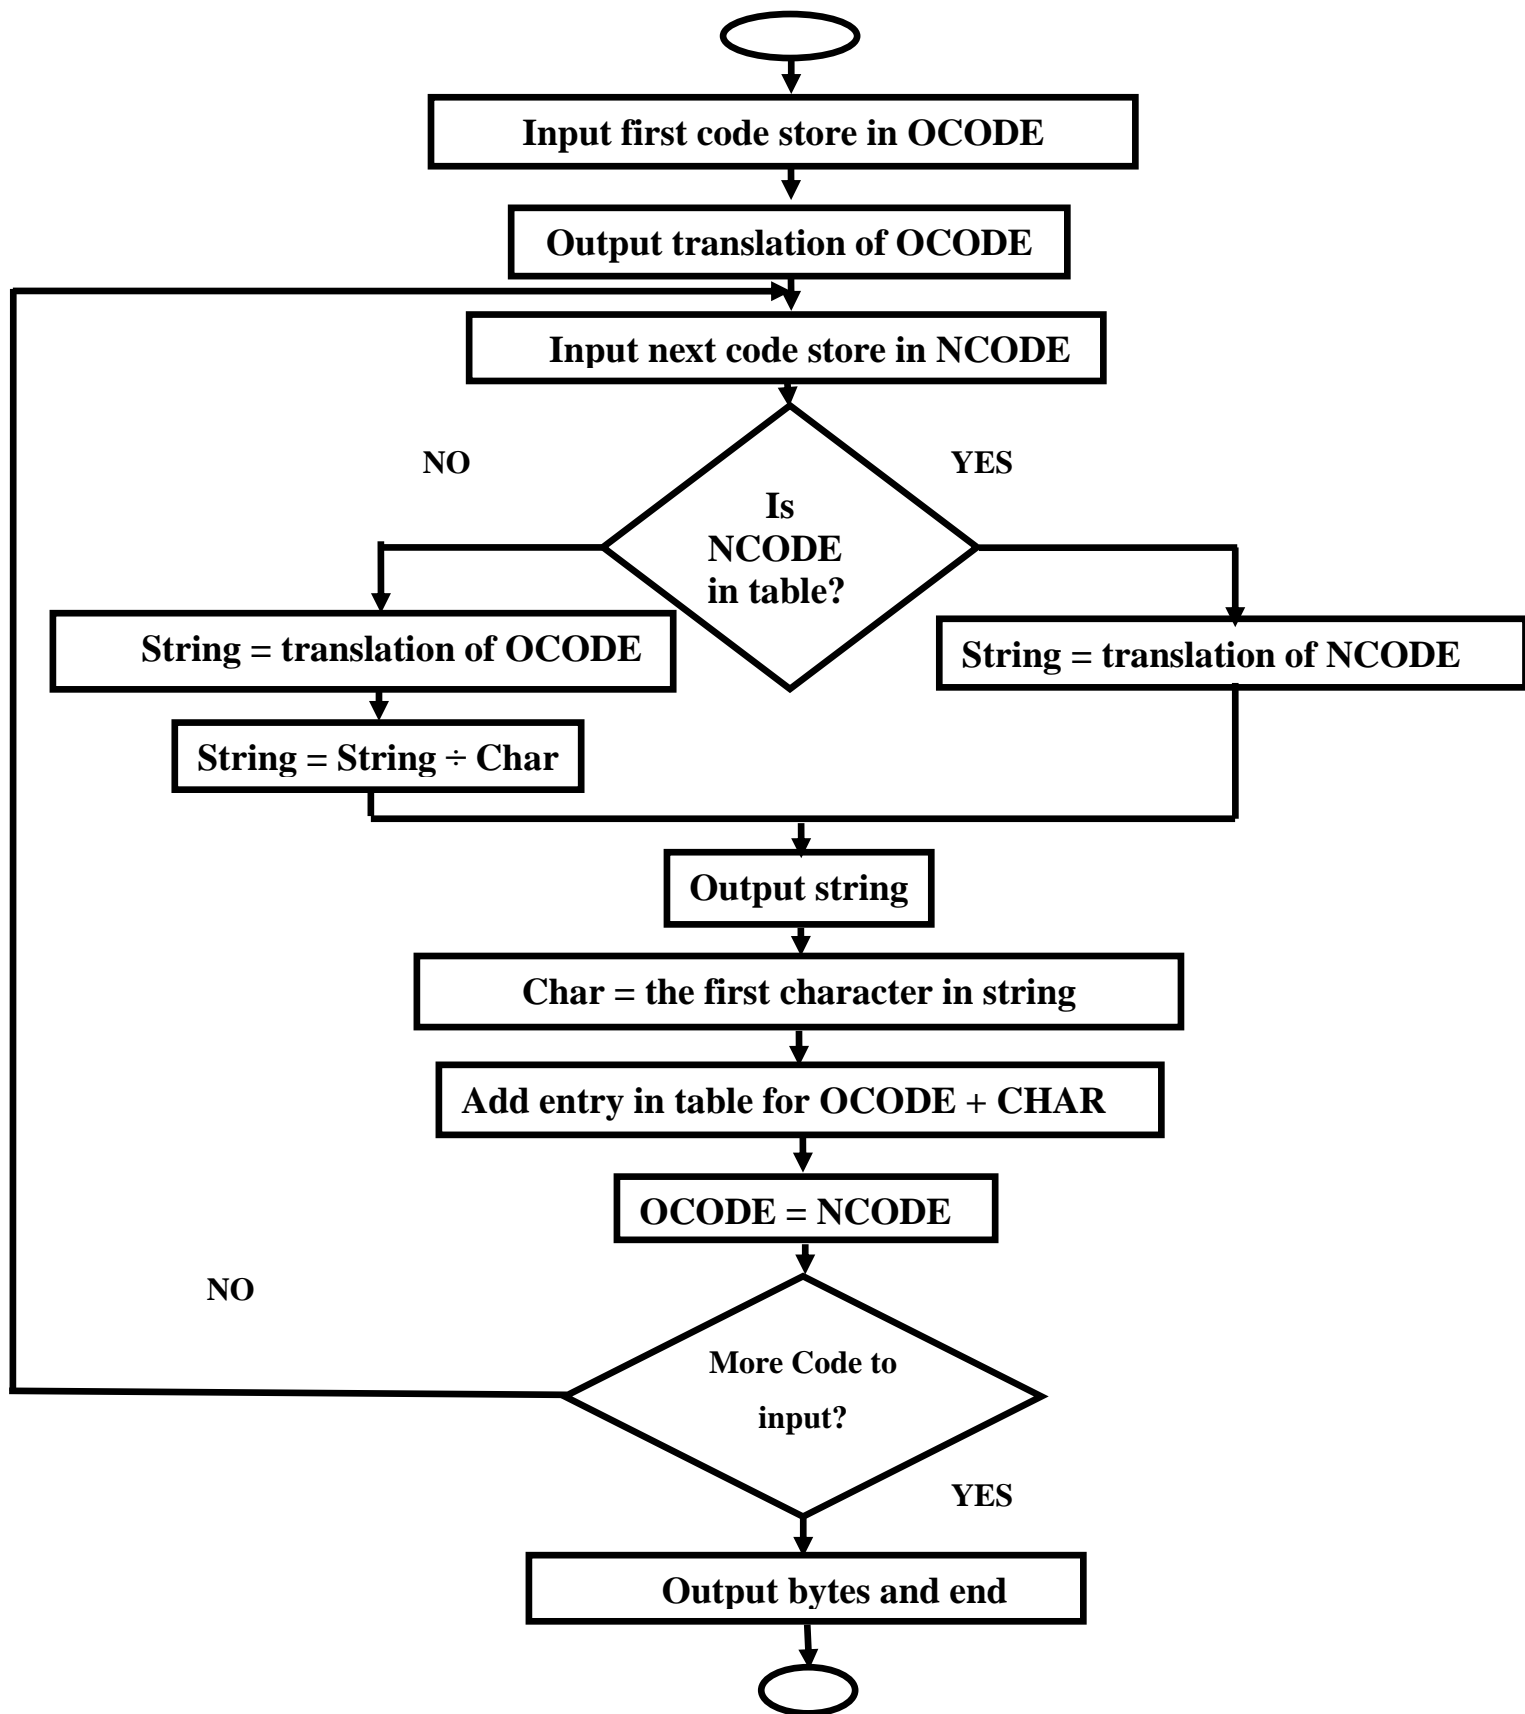 Input first code store in OCODE
Output translation of OCODE
Input next code store in NCODE
NO
YES
Is
NCODE
in table?
String = translation of OCODE
String = translation of NCODE
String = String ÷ Char
Output string
Char = the first character in string
Add entry in table for OCODE + CHAR
OCODE = NCODE
NO
More Code to
input?
YES
Output bytes and end